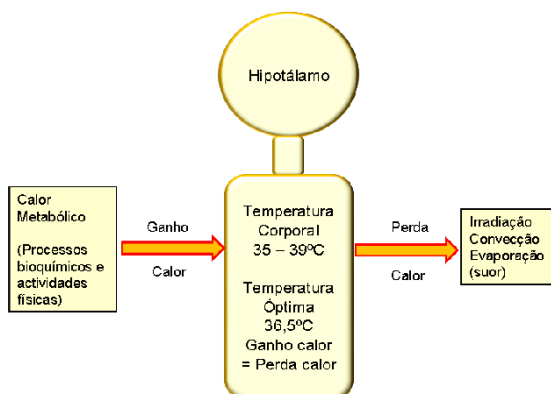 Hipotálamo
Calor
Metabólico
(Processos
bioquímicos e
actividades
físicas)
Ganho
Calor
Temperatura
Corporal
35 – 39ºC
Temperatura
Óptima
36,5ºC
Ganho calor
= Perda calor
Perda
Calor
Irradiação
Convecção
Evaporação
(suor)